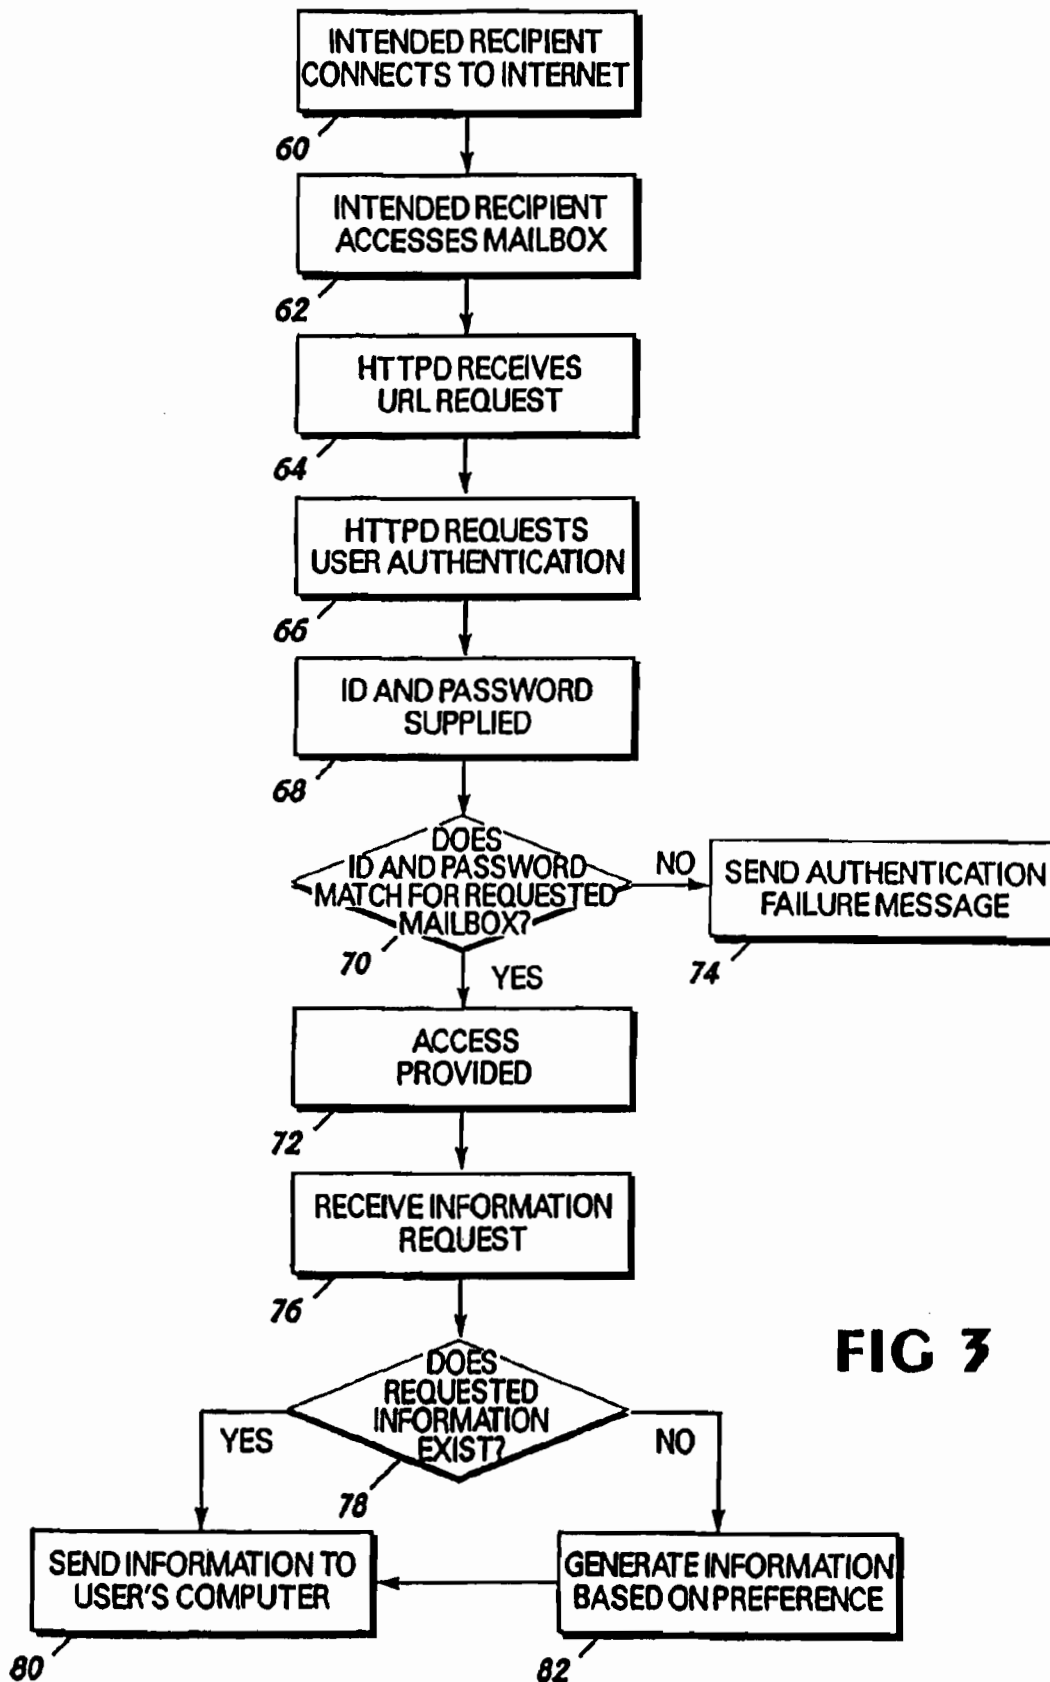 INTENDED RECIPIENT
CONNECTS TO INTERNET
60
INTENDED RECIPIENT
ACCESSES MAILBOX
62
HTTPD RECEIVES
URL REQUEST
64
HTTPD REQUESTS
USER AUTHENTICATION
66
ID AND PASSWORD
SUPPLIED
68
DOES
ID AND PASSWORD
MATCH FOR REQUESTED
MAILBOX?
70
NO
SEND AUTHENTICATION
FAILURE MESSAGE
74
YES
ACCESS
PROVIDED
72
RECEIVE INFORMATION
REQUEST
76
FIG 3
DOES
REQUESTED
INFORMATION
EXIST?
78
YES
NO
SEND INFORMATION TO
USER'S COMPUTER
80
GENERATE INFORMATION
BASED ON PREFERENCE
82